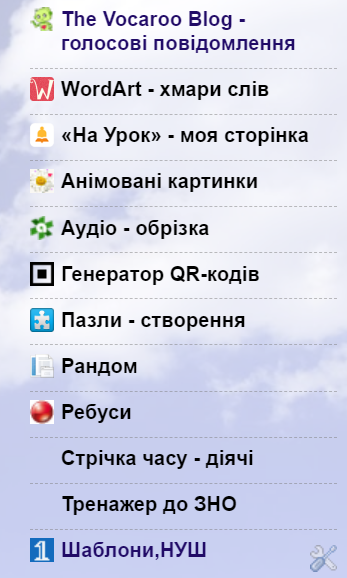 The Vocaroo Blog -
голосові повідомлення
WordArt - хмари слів
«На Урок» - моя сторінка
Анімовані картинки
Аудіо - обрізка
Генератор QR-кодів
Пазли - створення
Рандом
Ребуси
Стрічка часу - діячі
Тренажер до ЗНО
Шаблони,НУШ